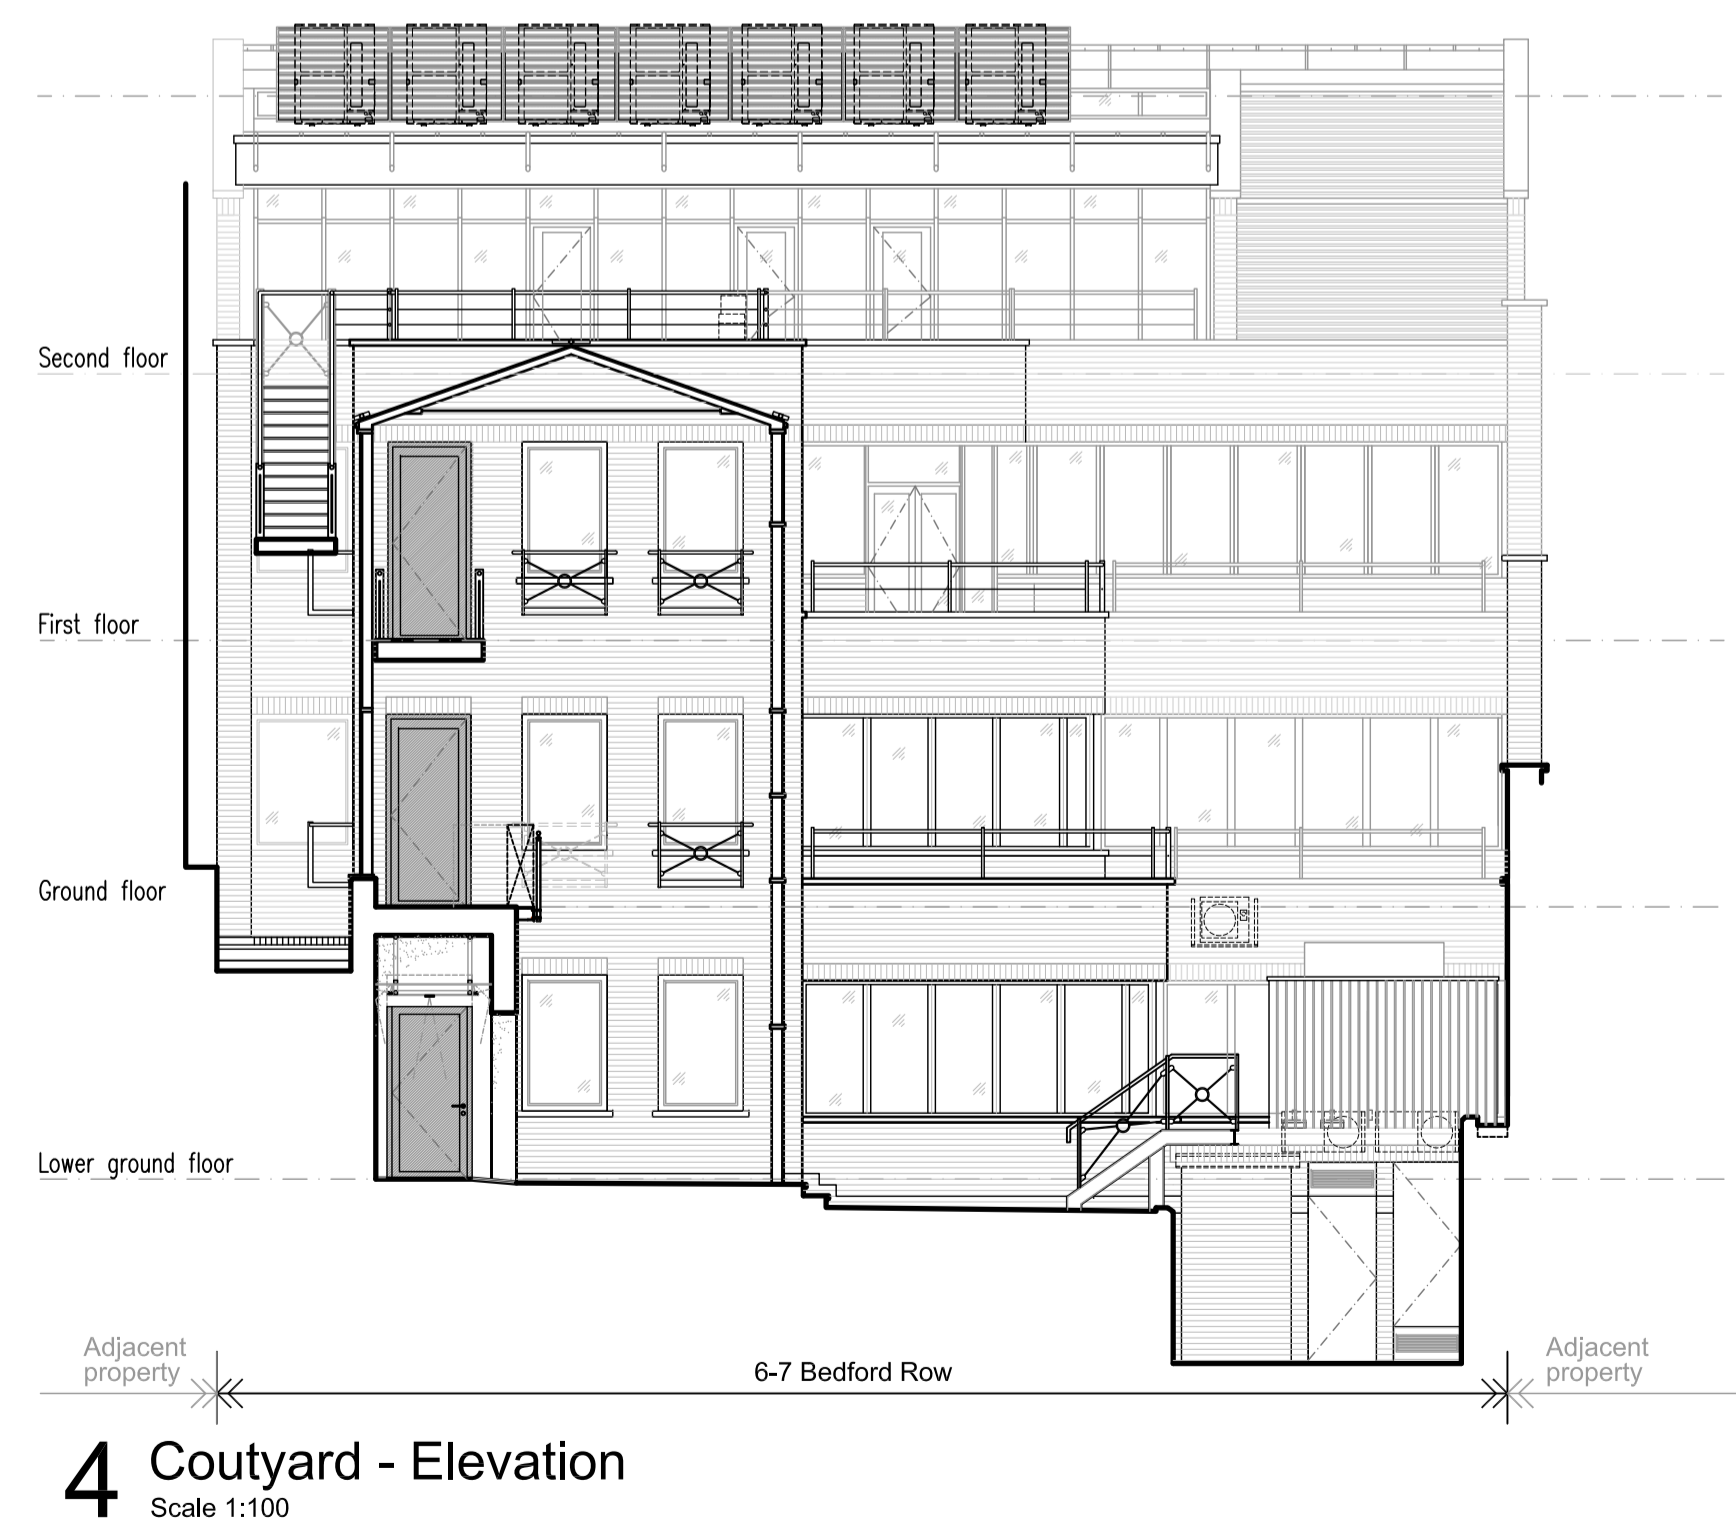 Second floor
First floor
Ground floor
Lower ground floor
Adjacent
property
6-7 Bedford Row
Adjacent
property
4 Coutyard - Elevation
Scale 1:100